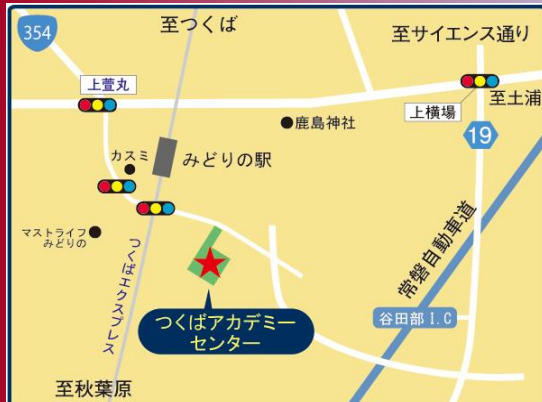 354
至つくば
至サイエンス通り
上萱丸
至土浦
上横場
鹿島神社
19
カスミ
みどりの駅
マストライフ
みどりの
つくばエクスプレス
常磐自動車道
谷田部 I.C
つくばアカデミー
センター
至秋葉原